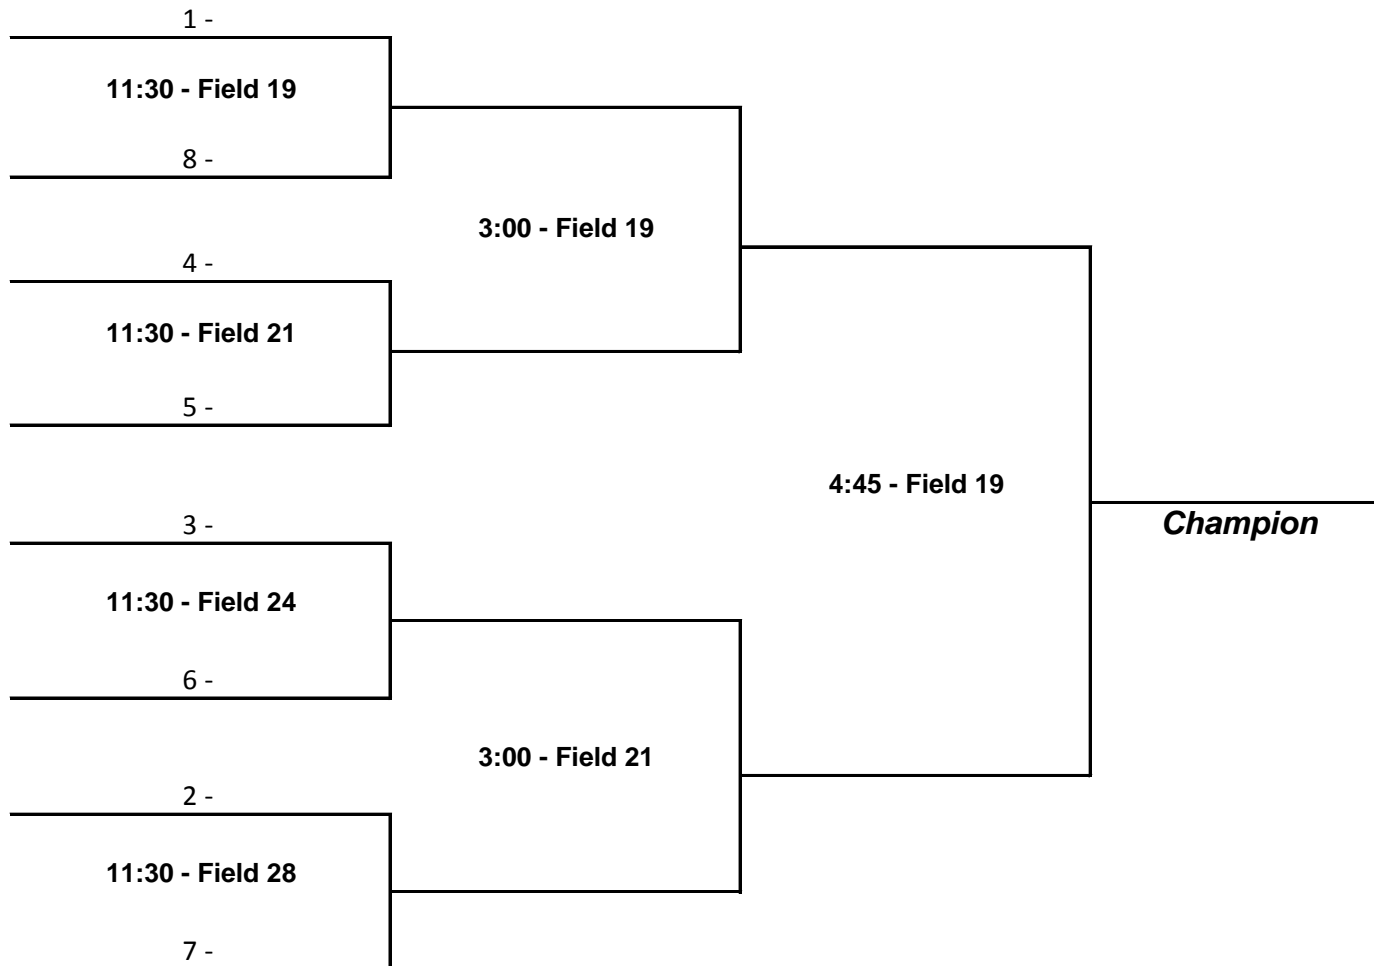 1 -
11:30 - Field 19
8 -
3:00 - Field 19
4 -
11:30 - Field 21
5 -
4:45 - Field 19
Champion
3 -
11:30 - Field 24
6 -
3:00 - Field 21
2 -
11:30 - Field 28
7 -